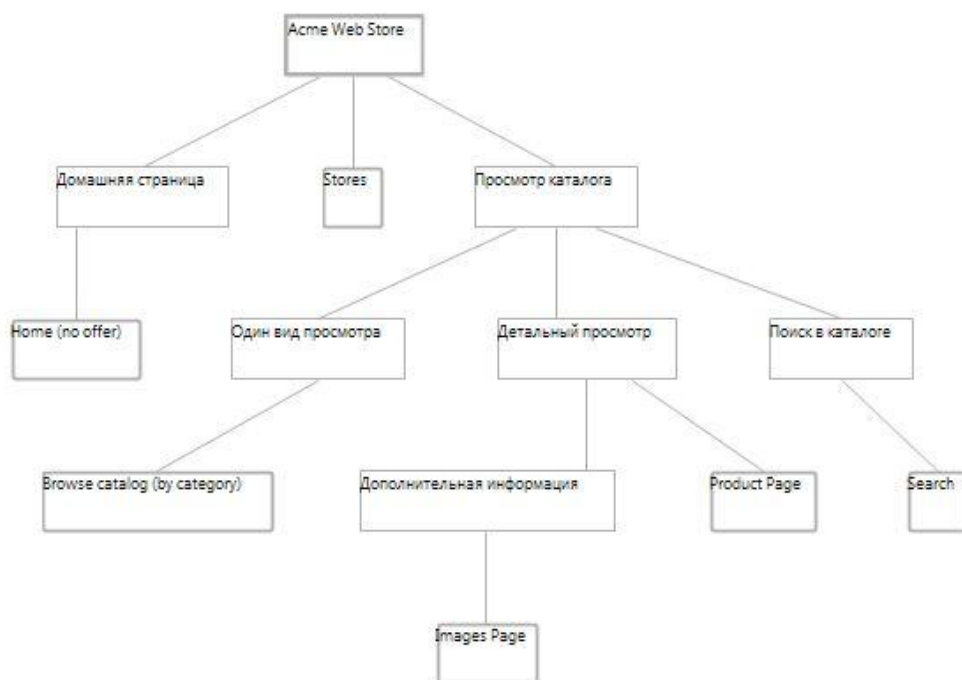 Acme Web Store
Домашняя страница
Stores
Просмотр каталога
Home (no offer)
Один вид просмотра
Детальный просмотр
Поиск в каталоге
Browse catalog (by category)
Дополнительная информация
Product Page
Search
Images Page